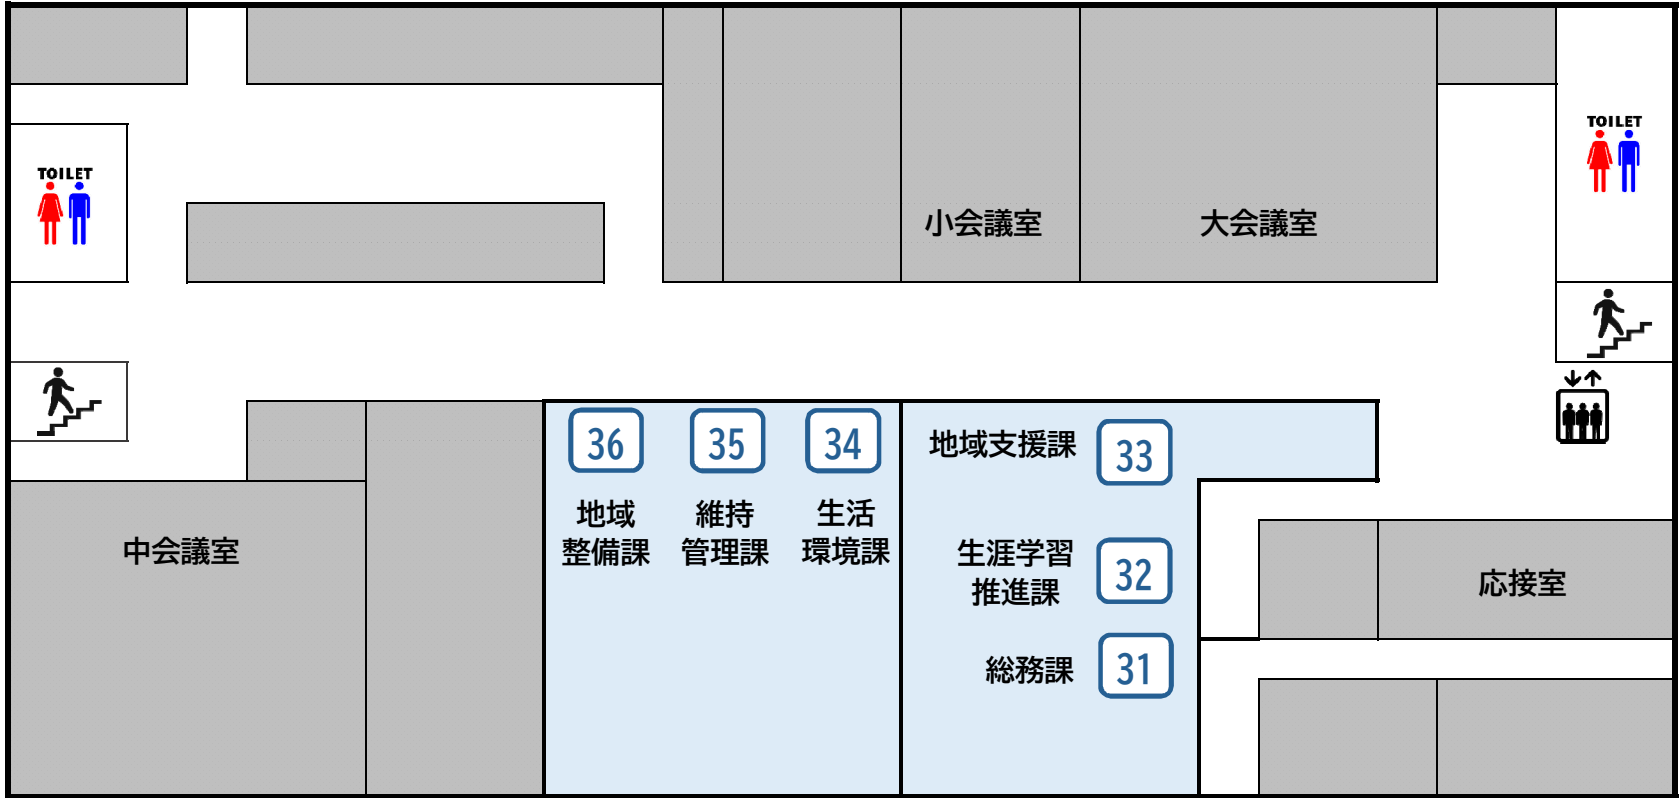 TOILET
TOILET
小会議室
大会議室
36
35
34
地域支援課
33
地域
整備課
維持
管理課
生活
環境課
中会議室
生涯学習
推進課
32
応接室
総務課
31